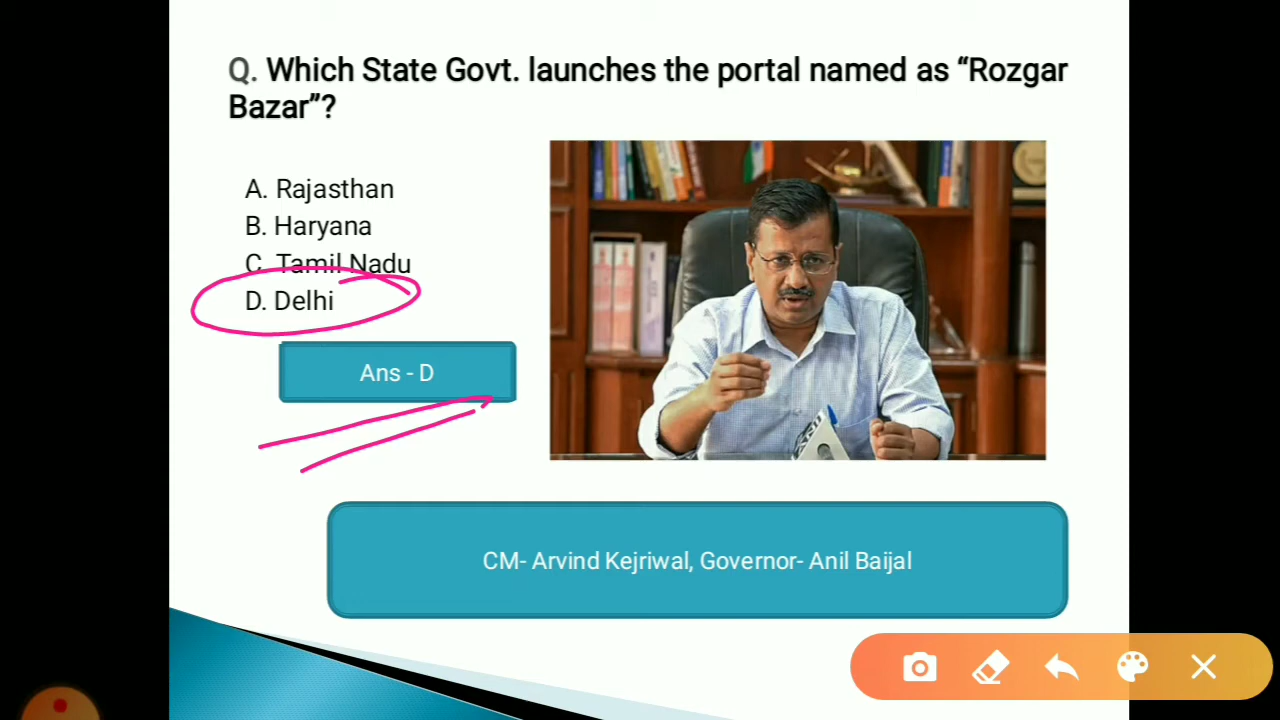 Q. Which State Govt. launches the portal named as “Rozgar
Bazar”?
A. Rajasthan
B. Haryana
C. Tamil Nadu
D. Delhi
Ans - D
CM- Arvind Kejriwal, Governor- Anil Baijal